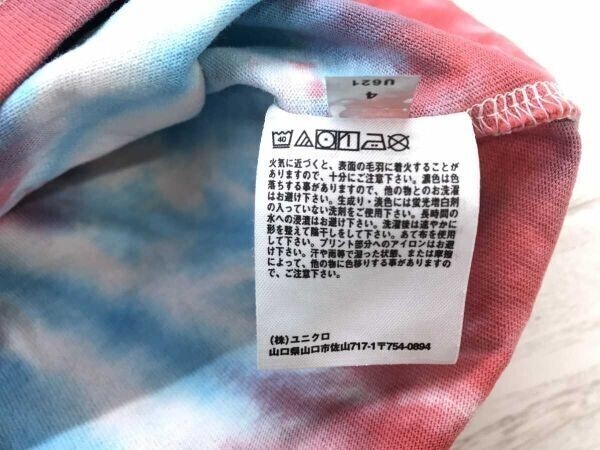 4
U621
40
火気に近づくと、表面の毛羽に着火することが
ありますので、十分にご注意下さい。濃色は色
落ちする事がありますので、他の物とのお洗濯
はお避け下さい。生成り・淡色には蛍光増白剤
の入っていない洗剤をご使用下さい。長時間の
水への浸漬はお避け下さい。洗濯後は速やかに
形を整えて陰干しをして下さい。あて布を使用
して下さい。プリント部分へのアイロンはお避
け下さい。汗や雨等で湿った状態、または摩擦
によって、他の物に色移りする事がありますの
で、ご注意下さい。
(株)ユニクロ
山口県山口市佐山717-1〒754-0894